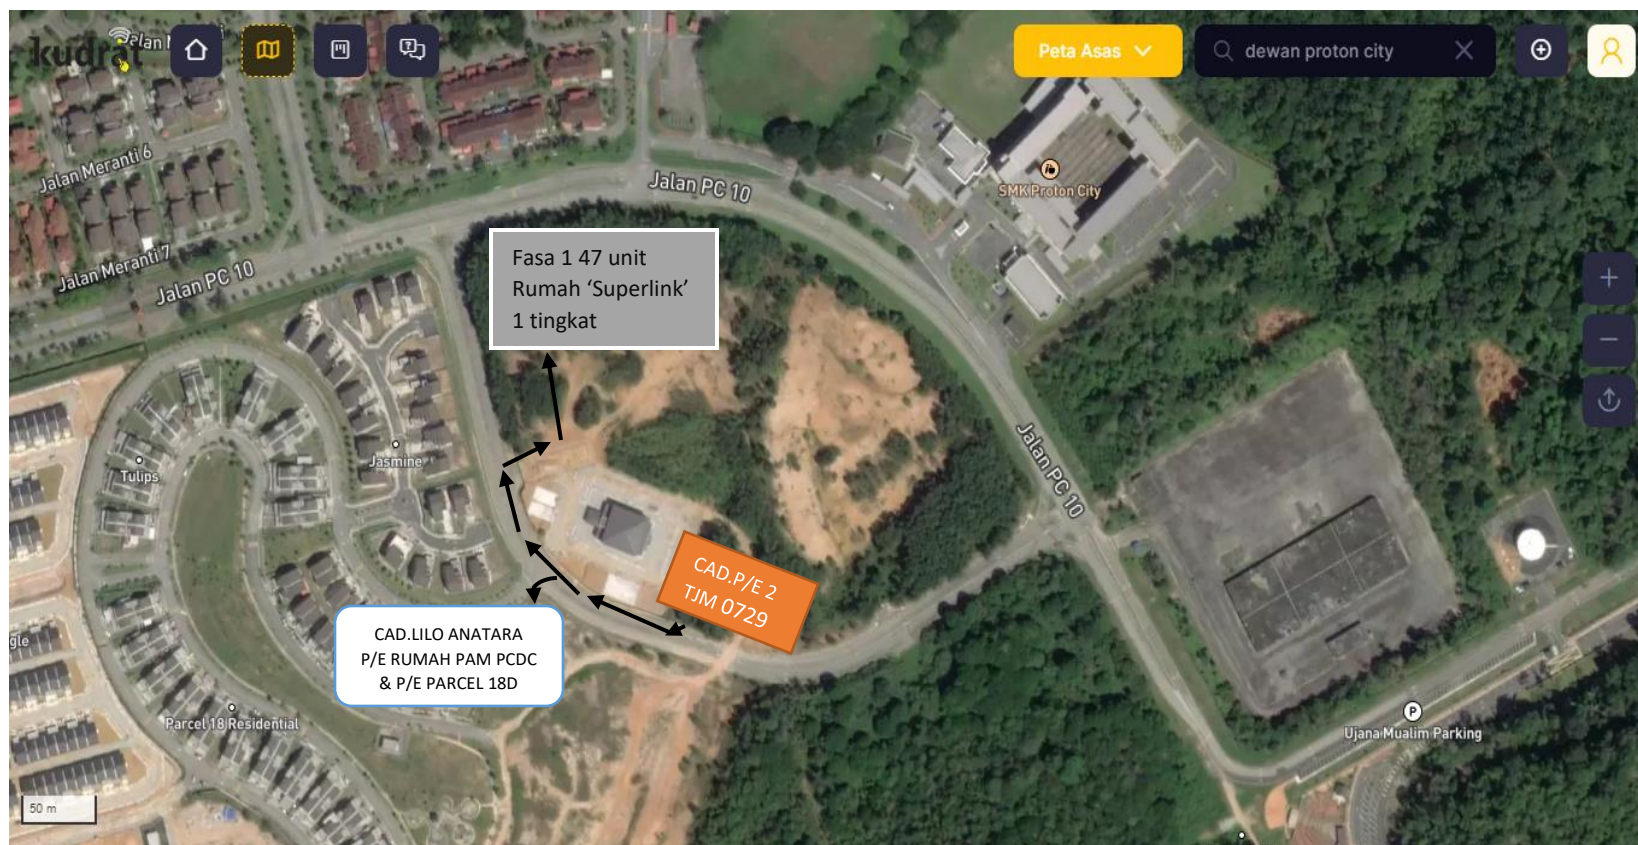 kudrat
Peta Asas
dewan proton city
Jalan Meranti 6
Jalan PC 10
SMK Proton City
Jalan Meranti 7
Jalan PC 10
Fasa 1 47 unit
Rumah ‘Superlink’
1 tingkat
Jalan PC 10
Jasmine
Tulips
CAD.P/E 2
TJM 0729
CAD.LILO ANATARA
P/E RUMAH PAM PCDC
& P/E PARCEL 18D
gle
Parcel 18 Residential
P
Ujana Mualim Parking
50 m